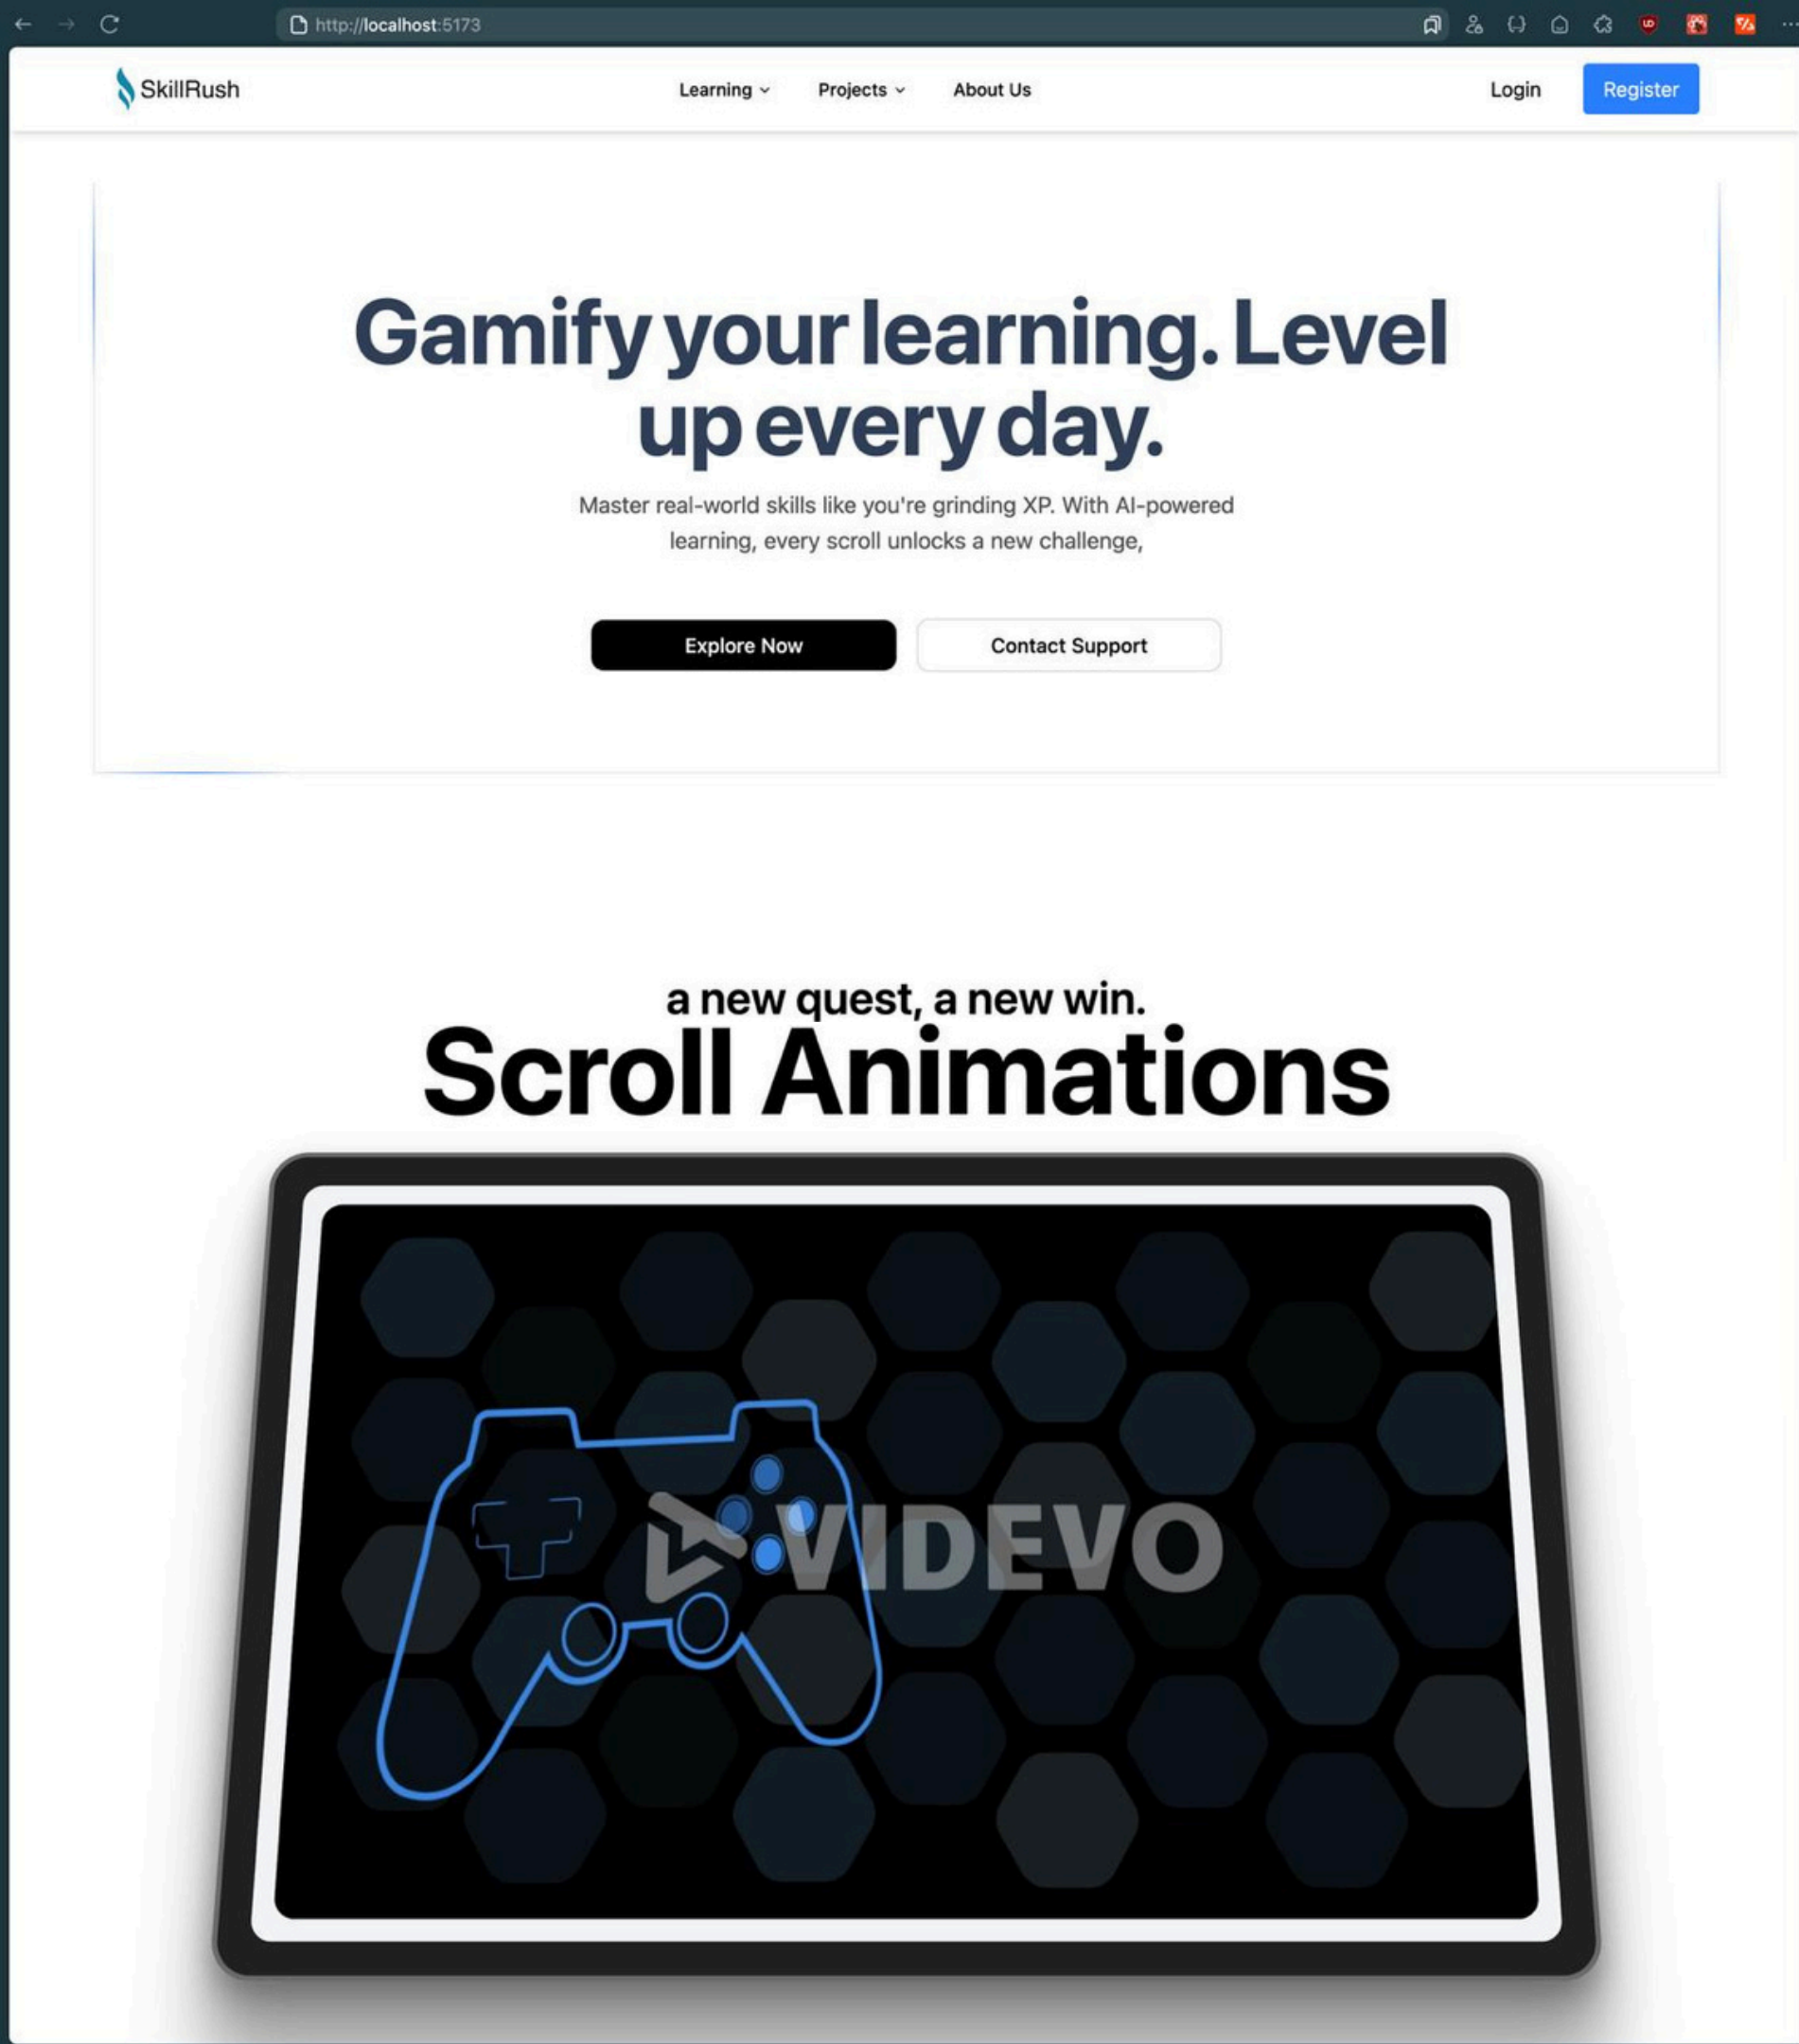 http://localhost:5173
SkillRush
Learning
Projects
About Us
Login
Register
Gamify your learning. Level
up every day.
Master real-world skills like you're grinding XP. With AI-powered
learning, every scroll unlocks a new challenge,
Explore Now
Contact Support
a new quest, a new win.
Scroll Animations
VIDEVO